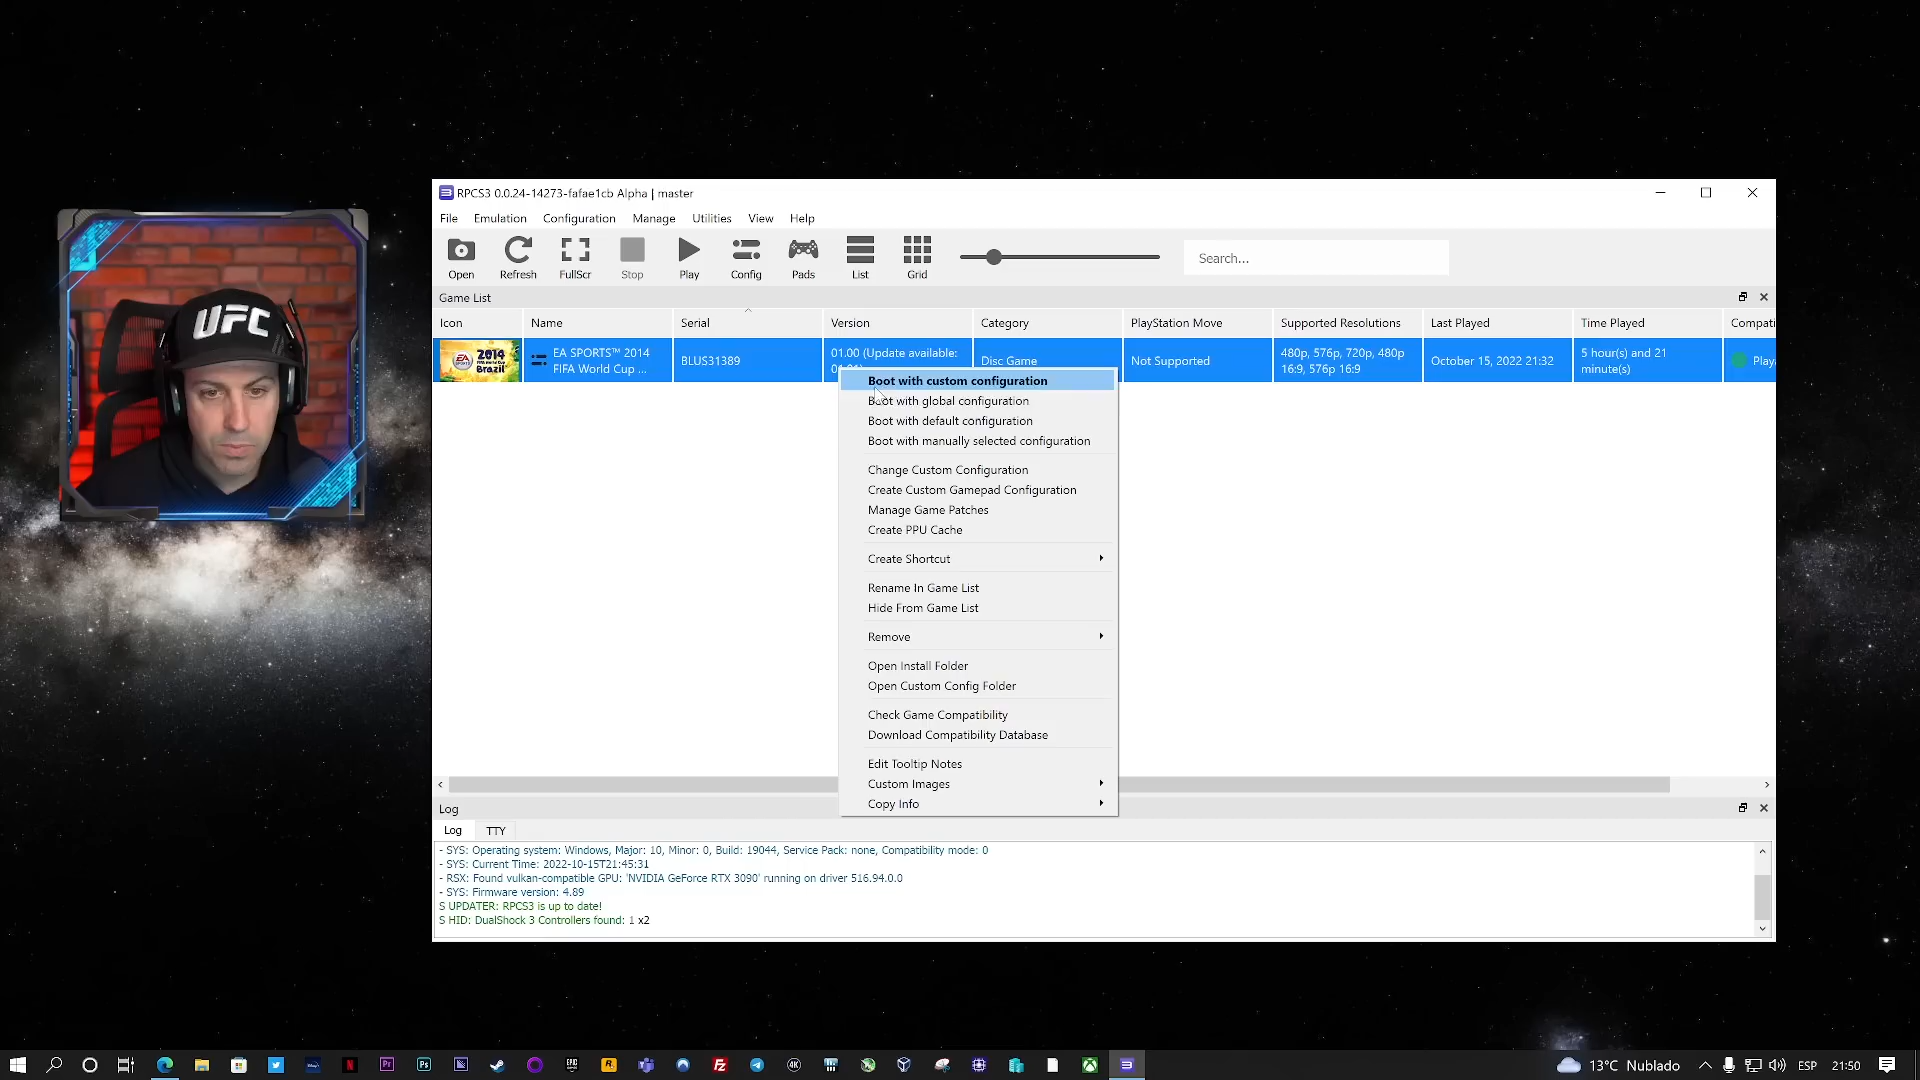 RPCS3 0.0.24-14273-fafae1cb Alpha | master
File Emulation Configuration Manage Utilities View Help
Open Refresh FullScr Stop Play Config Pads List Grid Search...
Game List
Icon Name Serial Version Category PlayStation Move Supported Resolutions Last Played Time Played Compati
EA SPORTS™ 2014 FIFA World Cup ...
BLUS31389
01.00 (Update available:
Disc Game
Not Supported
480p, 576p, 720p, 480p
16:9, 576p 16:9
October 15, 2022 21:32
5 hour(s) and 21
minute(s)
Play
2014
Brazil
UFC
Boot with custom configuration
Boot with global configuration
Boot with default configuration
Boot with manually selected configuration
Change Custom Configuration
Create Custom Gamepad Configuration
Manage Game Patches
Create PPU Cache
Create Shortcut
Rename In Game List
Hide From Game List
Remove
Open Install Folder
Open Custom Config Folder
Check Game Compatibility
Download Compatibility Database
Edit Tooltip Notes
Custom Images
Copy Info
Log
Log TTY
- SYS: Operating system: Windows, Major: 10, Minor: 0, Build: 19044, Service Pack: none, Compatibility mode: 0
- SYS: Current Time: 2022-10-15T21:45:31
- RSX: Found vulkan-compatible GPU: 'NVIDIA GeForce RTX 3090' running on driver 516.94.0.0
- SYS: Firmware version: 4.89
S UPDATER: RPCS3 is up to date!
S HID: DualShock 3 Controllers found: 1 x2
13°C Nublado ESP 21:50